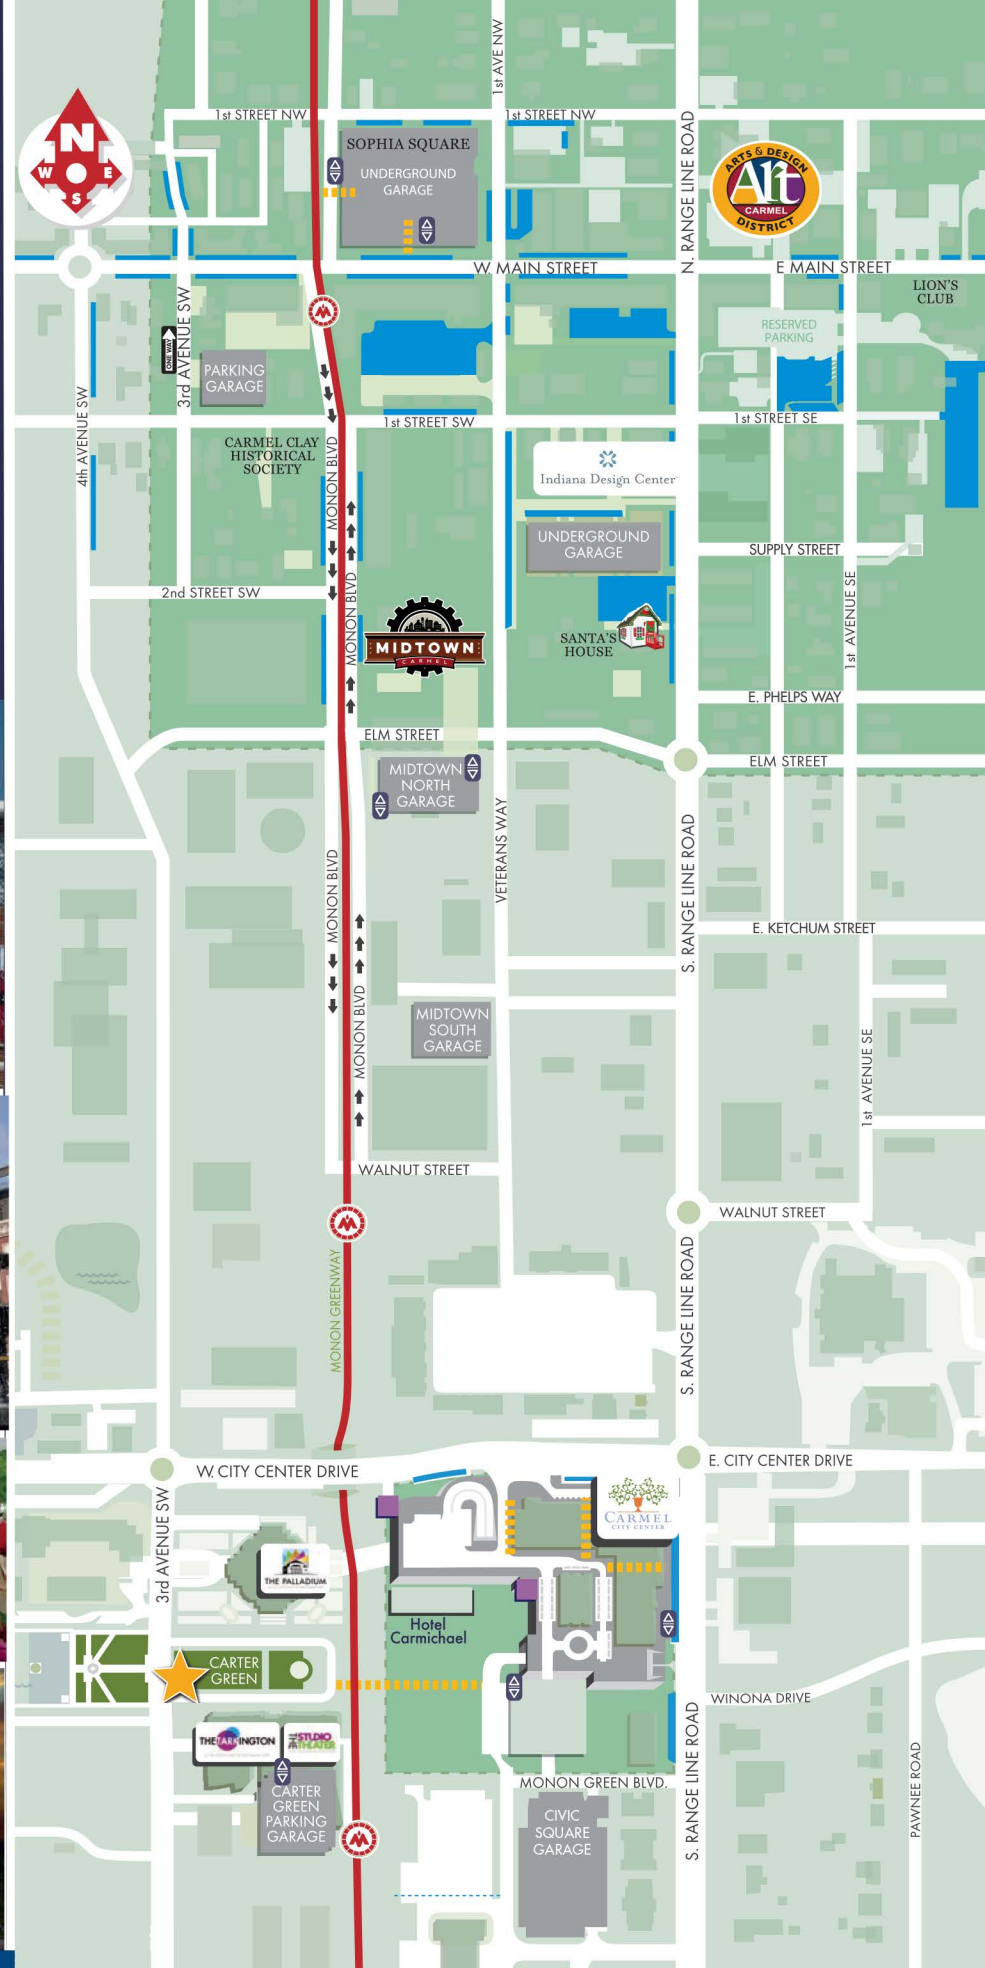 1st AVE NW
1st STREET NW
1st STREET NW
N
W
E
S
SOPHIA SQUARE
UNDERGROUND
GARAGE
N. RANGE LINE ROAD
ARTS & DESIGN
Art
CARMEL
DISTRICT
W. MAIN STREET
E MAIN STREET
LION'S
CLUB
M
3rd AVENUE SW
ONE WAY
RESERVED
PARKING
PARKING
GARAGE
4th AVENUE SW
1st STREET SW
1st STREET SE
CARMEL CLAY
HISTORICAL
SOCIETY
MONON BLVD
Indiana Design Center
UNDERGROUND
GARAGE
SUPPLY STREET
1st AVENUE SE
2nd STREET SW
MONON BLVD
MIDTOWN
CARMEL
SANTA'S
HOUSE
E. PHELPS WAY
ELM STREET
ELM STREET
MIDTOWN
NORTH
GARAGE
VETERANS WAY
S. RANGE LINE ROAD
MONON BLVD
E. KETCHUM STREET
MONON BLVD
MIDTOWN
SOUTH
GARAGE
1st AVENUE SE
WALNUT STREET
WALNUT STREET
M
MONON GREENWAY
S. RANGE LINE ROAD
W. CITY CENTER DRIVE
E. CITY CENTER DRIVE
3rd AVENUE SW
CARMEL
CITY CENTER
THE PALLADIUM
Hotel
Carmichael
CARTER
GREEN
WINONA DRIVE
S. RANGE LINE ROAD
THE TARKINGTON
THE STUDIO
THEATER
MONON GREEN BLVD.
PAWNEE ROAD
CARTER
GREEN
PARKING
GARAGE
M
CIVIC
SQUARE
GARAGE